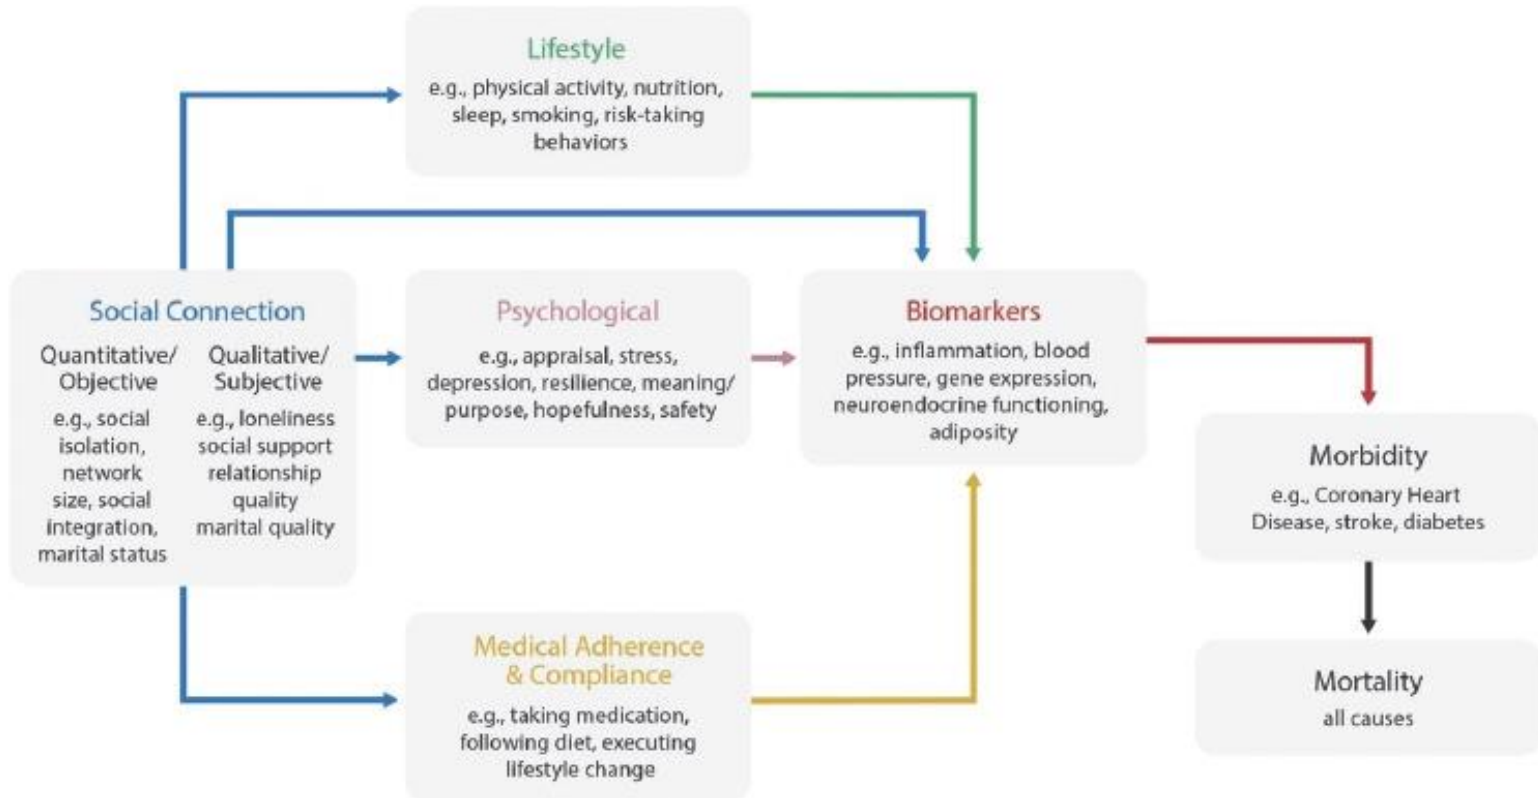 Lifestyle
e.g., physical activity, nutrition,
sleep, smoking, risk-taking
behaviors
Social Connection
Quantitative/
Objective
e.g., social
isolation,
network
size, social
integration,
marital status
Qualitative/
Subjective
e.g., loneliness
social support
relationship
quality
marital quality
Psychological
e.g., appraisal, stress,
depression, resilience, meaning/
purpose, hopefulness, safety
Biomarkers
e.g., inflammation, blood
pressure, gene expression,
neuroendocrine functioning,
adiposity
Medical Adherence
& Compliance
e.g., taking medication,
following diet, executing
lifestyle change
Morbidity
e.g., Coronary Heart
Disease, stroke, diabetes
Mortality
all causes